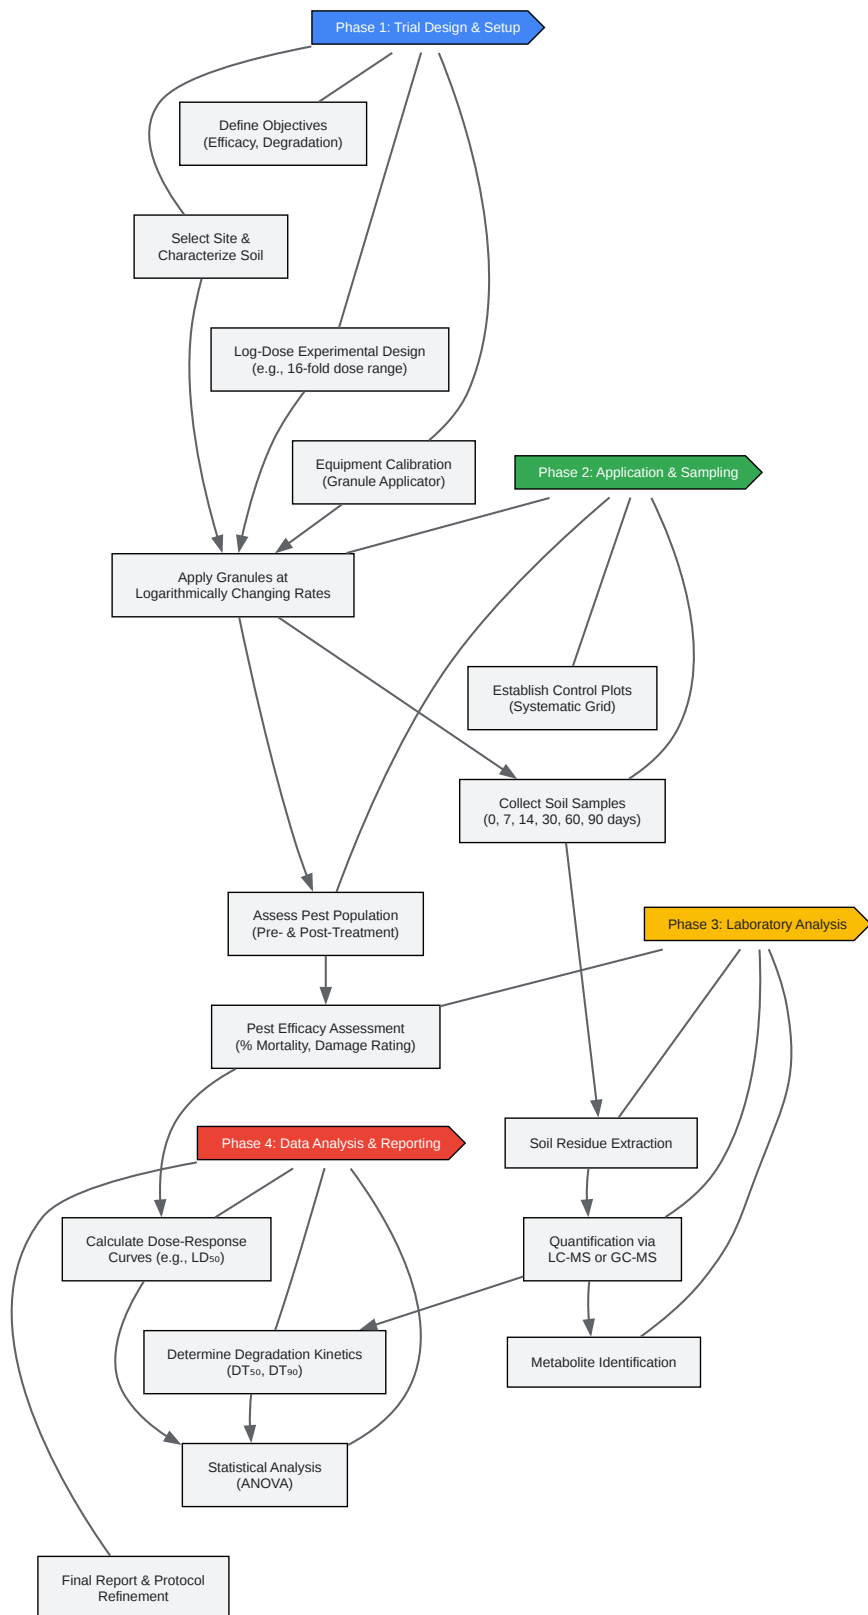 Phase 1: Trial Design & Setup
Define Objectives
(Efficacy, Degradation)
Select Site &
Characterize Soil
Log-Dose Experimental Design
(e.g., 16-fold dose range)
Equipment Calibration
(Granule Applicator)
Phase 2: Application & Sampling
Apply Granules at
Logarithmically Changing Rates
Establish Control Plots
(Systematic Grid)
Collect Soil Samples
(0, 7, 14, 30, 60, 90 days)
Assess Pest Population
(Pre- & Post-Treatment)
Phase 3: Laboratory Analysis
Pest Efficacy Assessment
(% Mortality, Damage Rating)
Phase 4: Data Analysis & Reporting
Soil Residue Extraction
Calculate Dose-Response
Curves (e.g., LD₅₀)
Quantification via
LC-MS or GC-MS
Determine Degradation Kinetics
(DT₅₀, DT₉₀)
Metabolite Identification
Statistical Analysis
(ANOVA)
Final Report & Protocol
Refinement